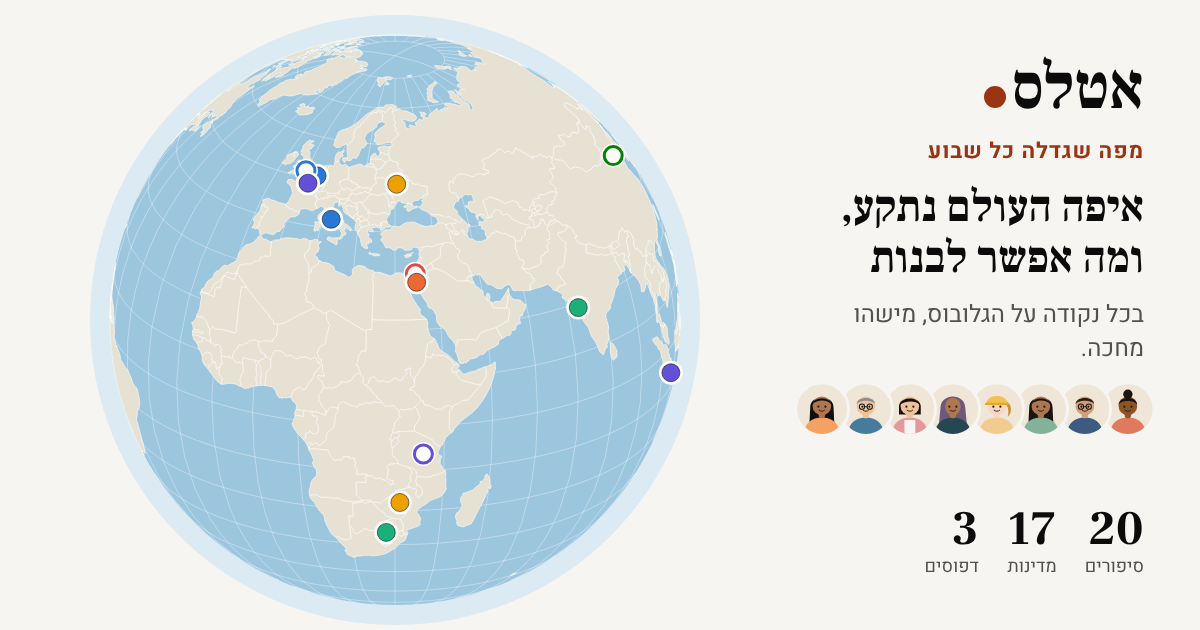 אטלס
מפה שגדלה כל שבוע
איפה העולם נתקע,
ומה אפשר לבנות
בכל נקודה על הגלובוס, מישהו
מחכה.
20 17 3
סיפורים מדינות דפוסים